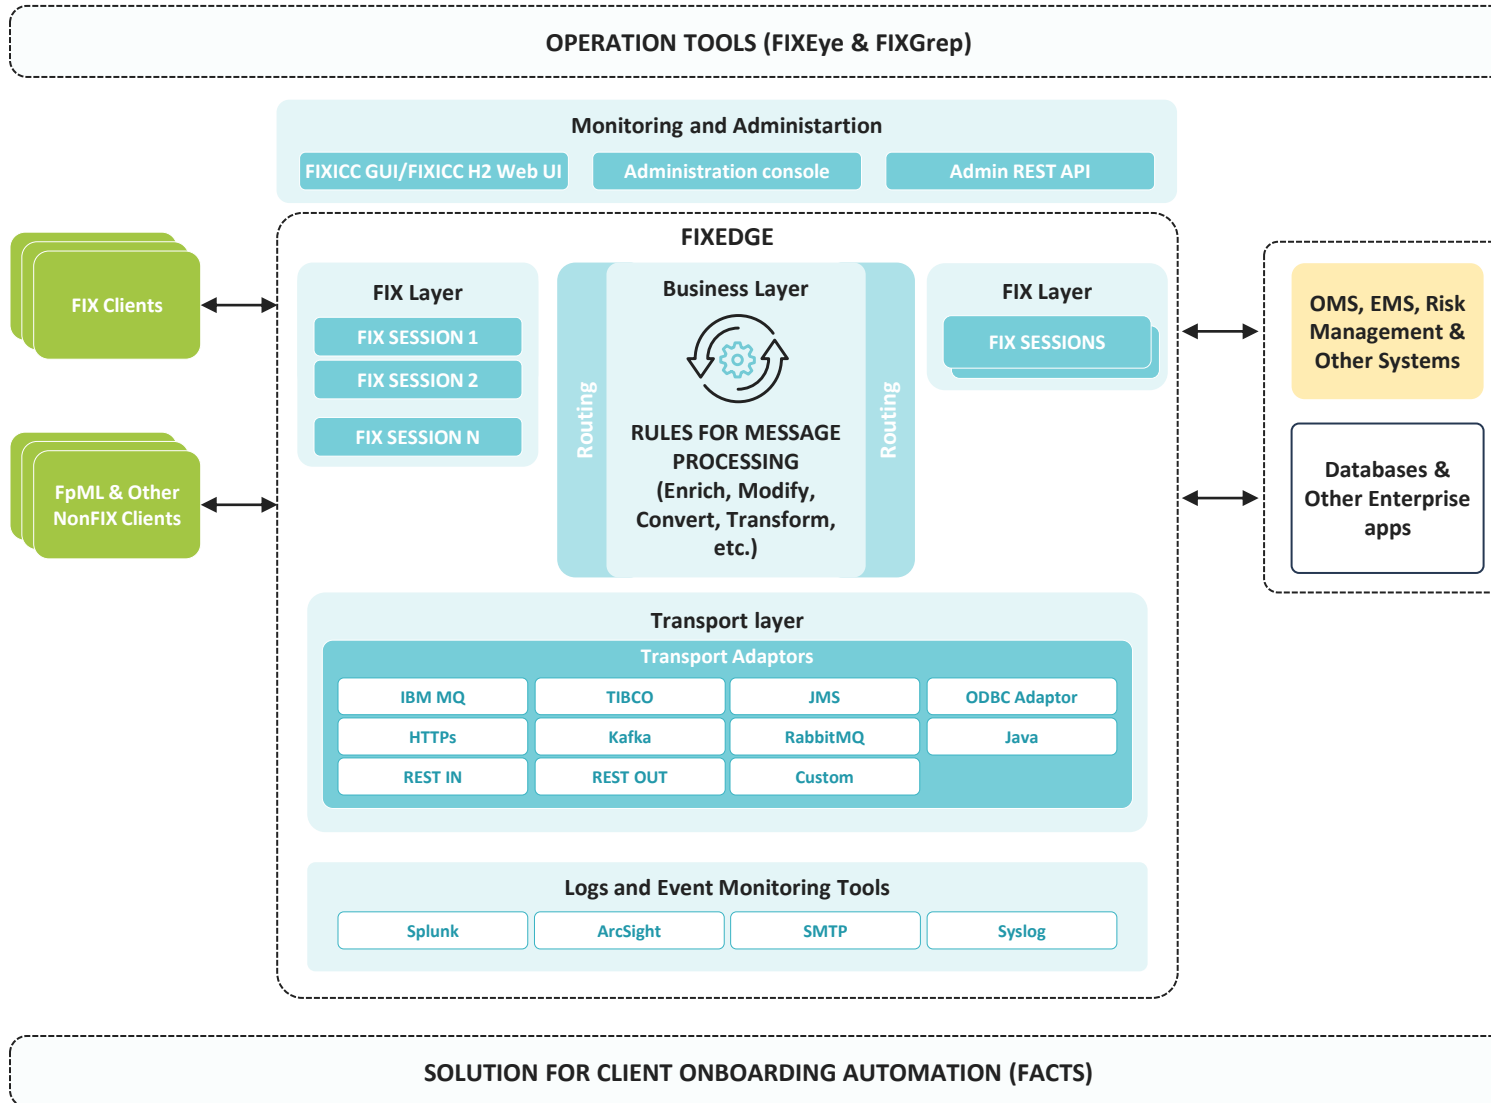 OPERATION TOOLS (FIXEye & FIXGrep)
Monitoring and Administartion
FIXICC GUI/FIXICC H2 Web UI
Administration console
Admin REST API
FIXEDGE
FIX Clients
FpML & Other
NonFIX Clients
FIX Layer
FIX SESSION 1
FIX SESSION 2
FIX SESSION N
Routing
Business Layer
RULES FOR MESSAGE
PROCESSING
(Enrich, Modify,
Convert, Transform,
etc.)
Routing
FIX Layer
FIX SESSIONS
OMS, EMS, Risk
Management &
Other Systems
Databases &
Other Enterprise
apps
Transport layer
Transport Adaptors
IBM MQ
TIBCO
JMS
ODBC Adaptor
HTTPs
Kafka
RabbitMQ
Java
REST IN
REST OUT
Custom
Logs and Event Monitoring Tools
Splunk
ArcSight
SMTP
Syslog
SOLUTION FOR CLIENT ONBOARDING AUTOMATION (FACTS)